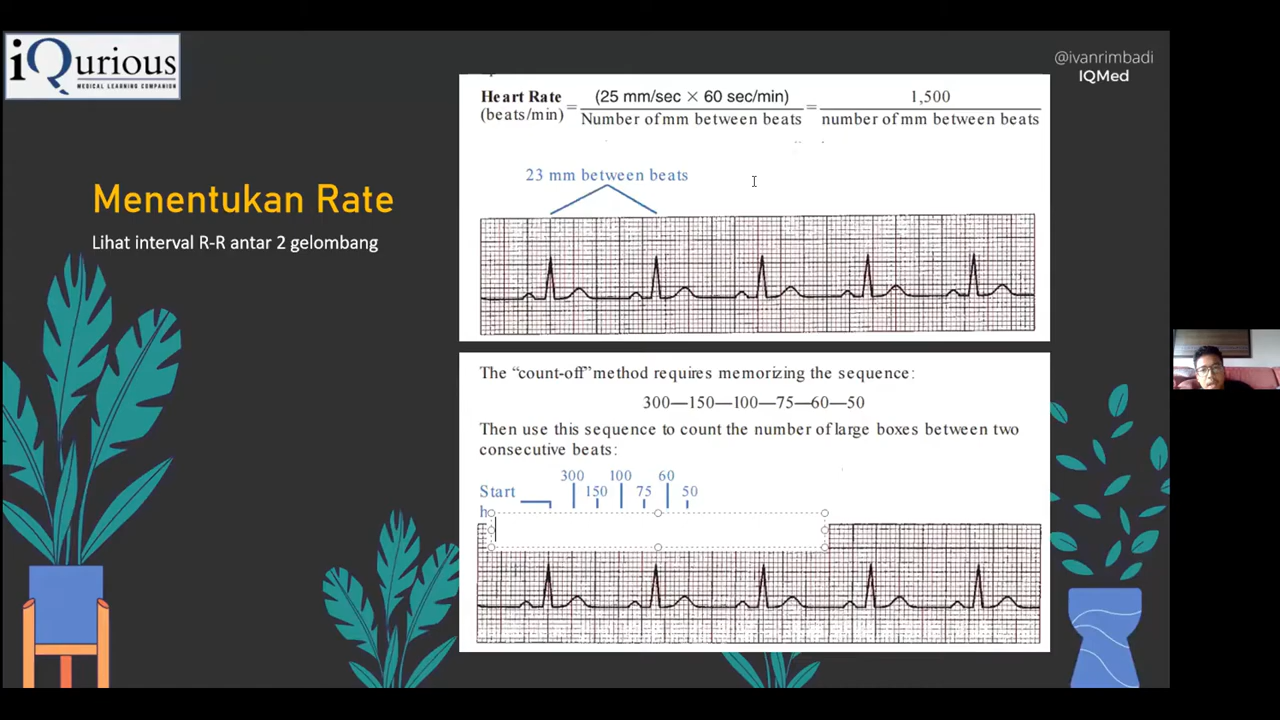 iQurious
MEDICAL LEARNING COMPANION
@ivanrimbadi
IQMed
Menentukan Rate
Lihat interval R-R antar 2 gelombang
Heart Rate
(beats/min)
=
(25 mm/sec × 60 sec/min)
Number of mm between beats
=
1,500
number of mm between beats
23 mm between beats
The “count-off” method requires memorizing the sequence:
300—150—100—75—60—50
Then use this sequence to count the number of large boxes between two
consecutive beats:
300 100 60
Start 150 75 50
h